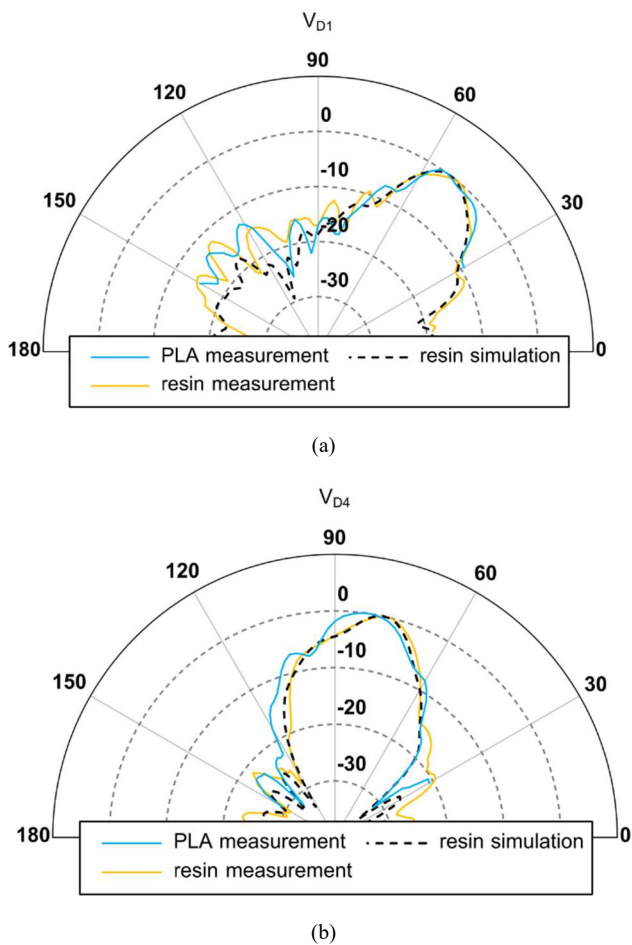 V_D1
90
120
60
0
-10
150
30
-20
-30
180
0
PLA measurement
resin simulation
resin measurement
(a)
V_D4
90
120
60
0
-10
150
30
-20
-30
180
0
PLA measurement
resin simulation
resin measurement
(b)